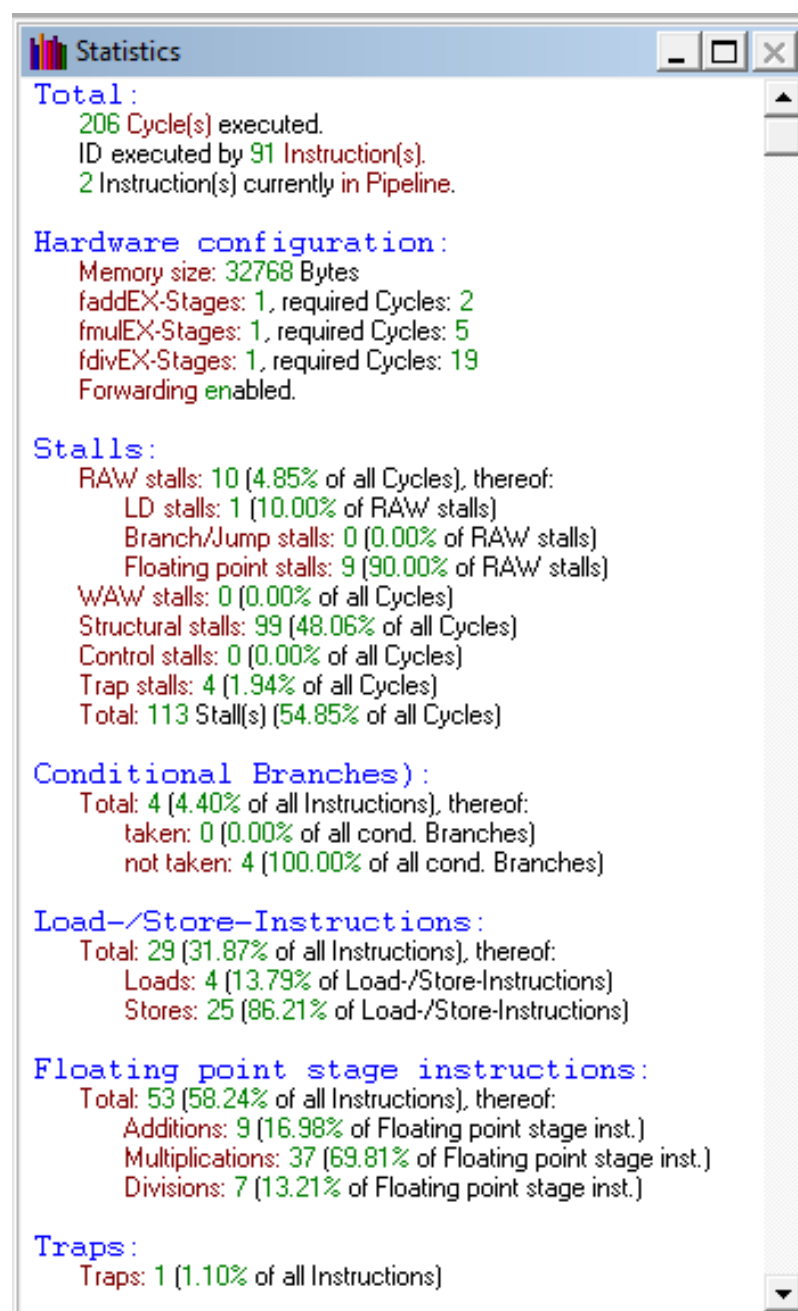 Statistics
Total:
206 Cycle(s) executed.
ID executed by 91 Instruction(s).
2 Instruction(s) currently in Pipeline.
Hardware configuration:
Memory size: 32768 Bytes
faddEX-Stages: 1, required Cycles: 2
fmulEX-Stages: 1, required Cycles: 5
fdivEX-Stages: 1, required Cycles: 19
Forwarding enabled.
Stalls:
RAW stalls: 10 (4.85% of all Cycles), thereof:
LD stalls: 1 (10.00% of RAW stalls)
Branch/Jump stalls: 0 (0.00% of RAW stalls)
Floating point stalls: 9 (90.00% of RAW stalls)
WAW stalls: 0 (0.00% of all Cycles)
Structural stalls: 99 (48.06% of all Cycles)
Control stalls: 0 (0.00% of all Cycles)
Trap stalls: 4 (1.94% of all Cycles)
Total: 113 Stall(s) (54.85% of all Cycles)
Conditional Branches):
Total: 4 (4.40% of all Instructions), thereof:
taken: 0 (0.00% of all cond. Branches)
not taken: 4 (100.00% of all cond. Branches)
Load-/Store-Instructions:
Total: 29 (31.87% of all Instructions), thereof:
Loads: 4 (13.79% of Load-/Store-Instructions)
Stores: 25 (86.21% of Load-/Store-Instructions)
Floating point stage instructions:
Total: 53 (58.24% of all Instructions), thereof:
Additions: 9 (16.98% of Floating point stage inst.)
Multiplications: 37 (69.81% of Floating point stage inst.)
Divisions: 7 (13.21% of Floating point stage inst.)
Traps:
Traps: 1 (1.10% of all Instructions)